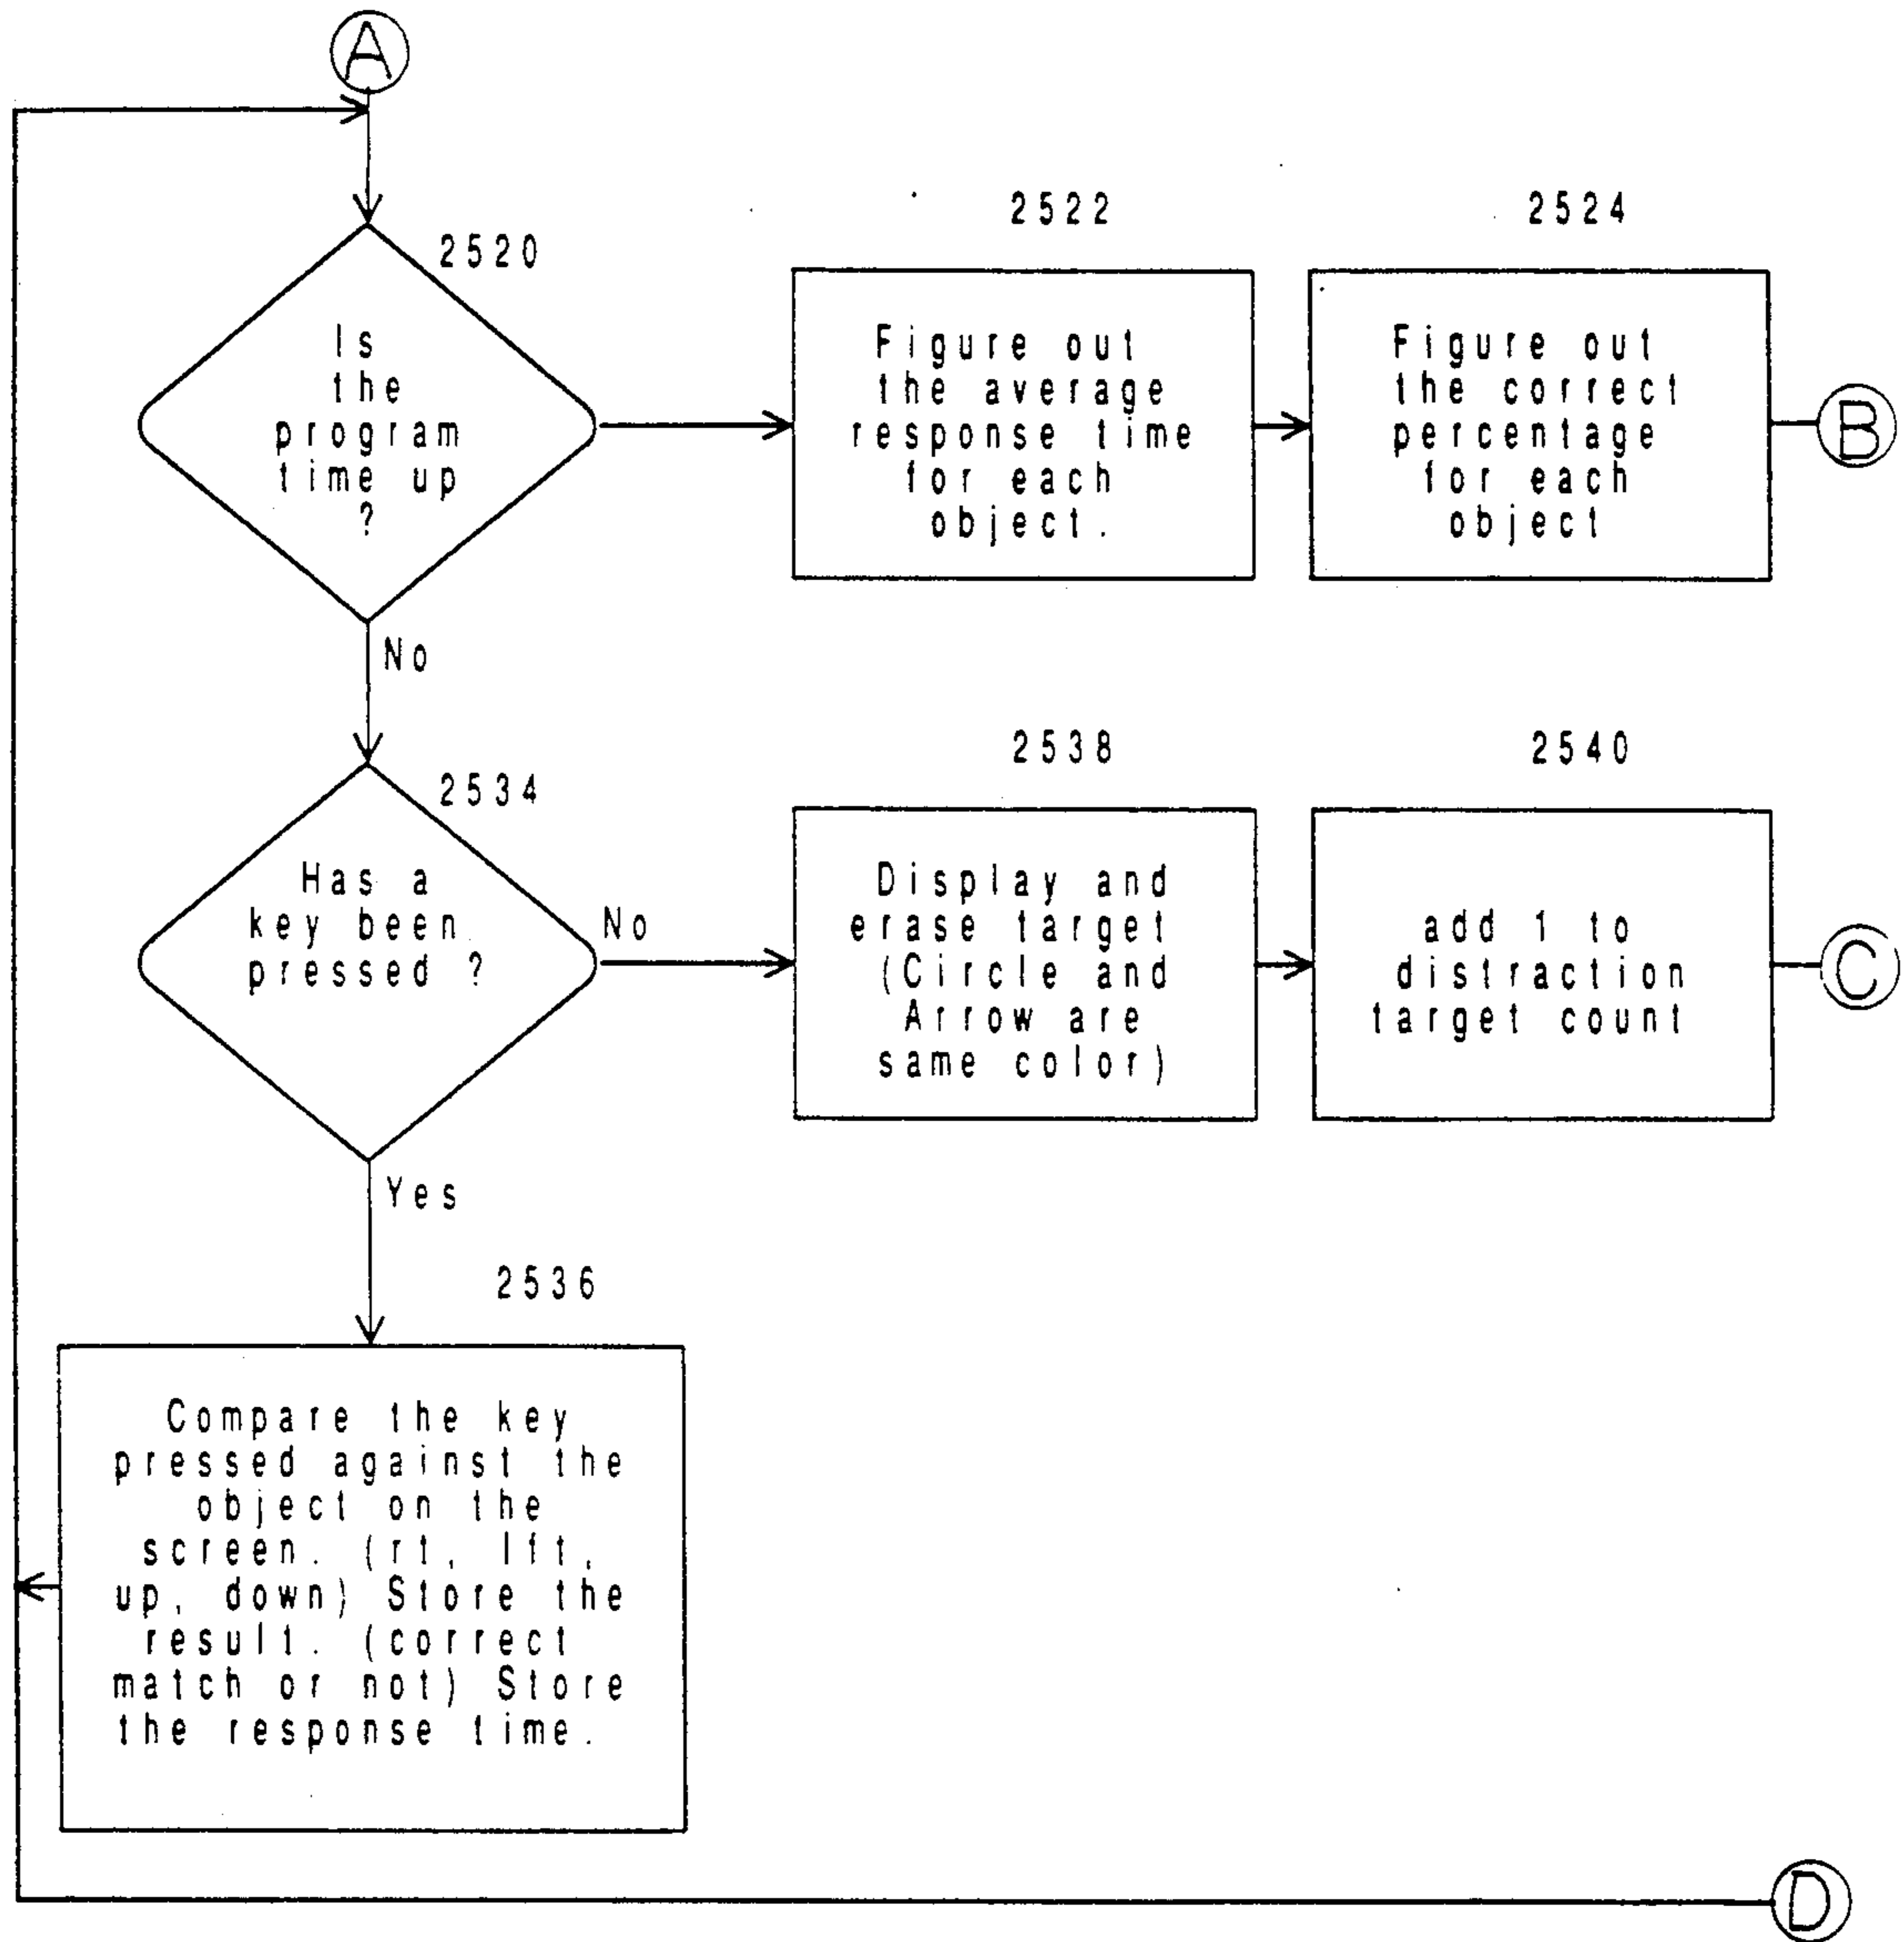 A
2520
Is
the
program
time up
?
2522
Figure out
the average
response time
for each
object.
2524
Figure out
the correct
percentage
for each
object
B
No
2534
Has a
key been
pressed ?
No
2538
Display and
erase target
(Circle and
Arrow are
same color)
2540
add 1 to
distraction
target count
C
Yes
2536
Compare the key
pressed against the
object on the
screen. (rt, lft,
up, down) Store the
result. (correct
match or not) Store
the response time.
D